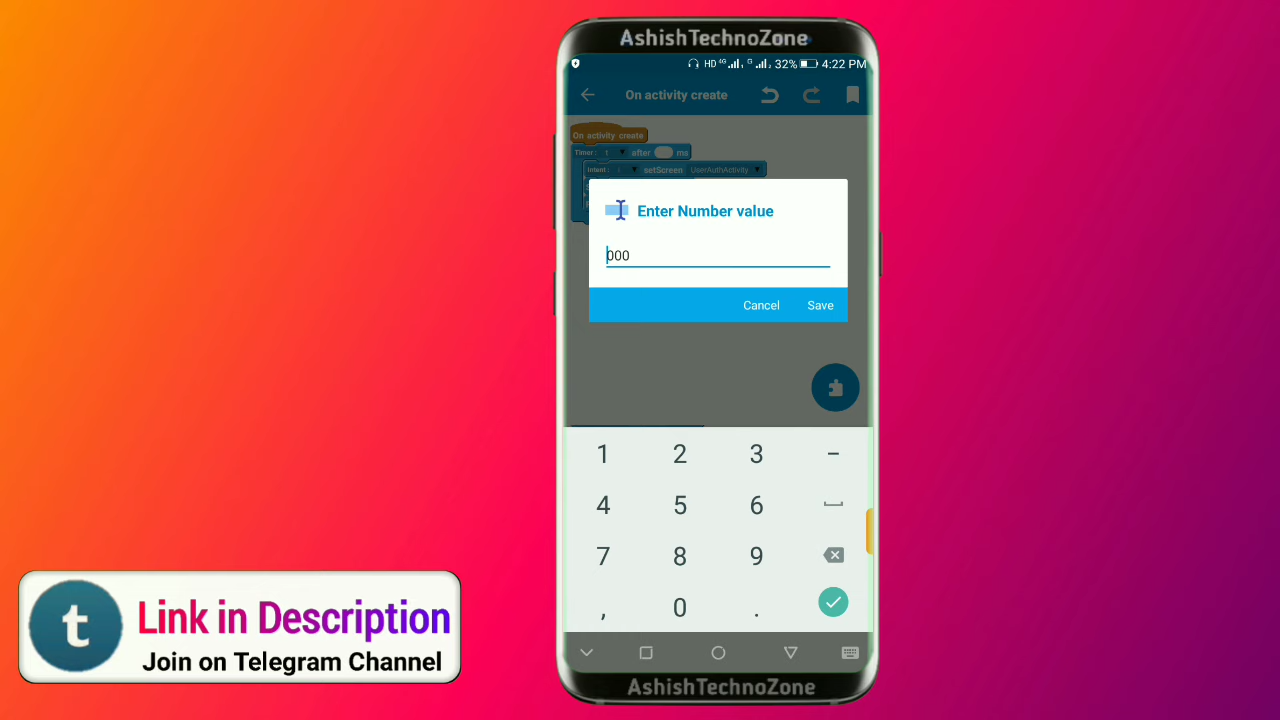 AshishTechnoZone
HD 4G G 32% 4:22 PM
On activity create
On activity create
Timer: t after ms
Intent: setScreen UserAuthActivity
Enter Number value
000
Cancel Save
1 2 3 -
4 5 6
7 8 9
, 0 .
AshishTechnoZone
t Link in Description
Join on Telegram Channel